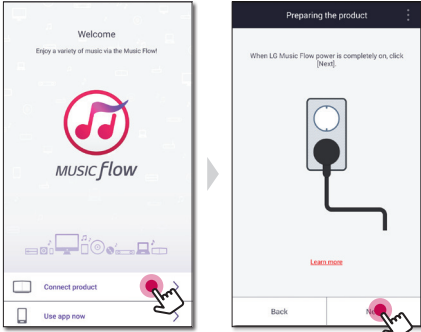 Welcome
Enjoy a variety of music via the Music Flow!
MUSIC flow
Connect product
Use app now
Preparing the product
When LG Music Flow power is completely on, click
[Next].
Learn more
Back